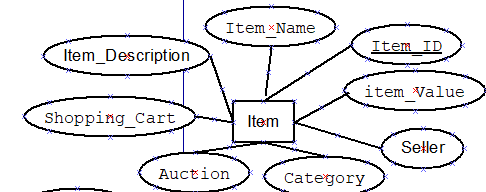 Item_Name
Item_Description
Item_ID
item_Value
Shopping_Cart
Item
Seller
Auction
Category